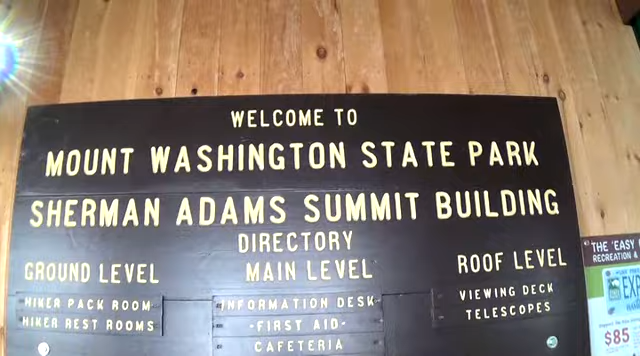 WELCOME TO
MOUNT WASHINGTON STATE PARK
SHERMAN ADAMS SUMMIT BUILDING
DIRECTORY
GROUND LEVEL
HIKER PACK ROOM
HIKER REST ROOMS
MAIN LEVEL
INFORMATION DESK
-FIRST AID-
CAFETERIA
ROOF LEVEL
VIEWING DECK
TELESCOPES
THE 'EASY
RECREATION &
$85